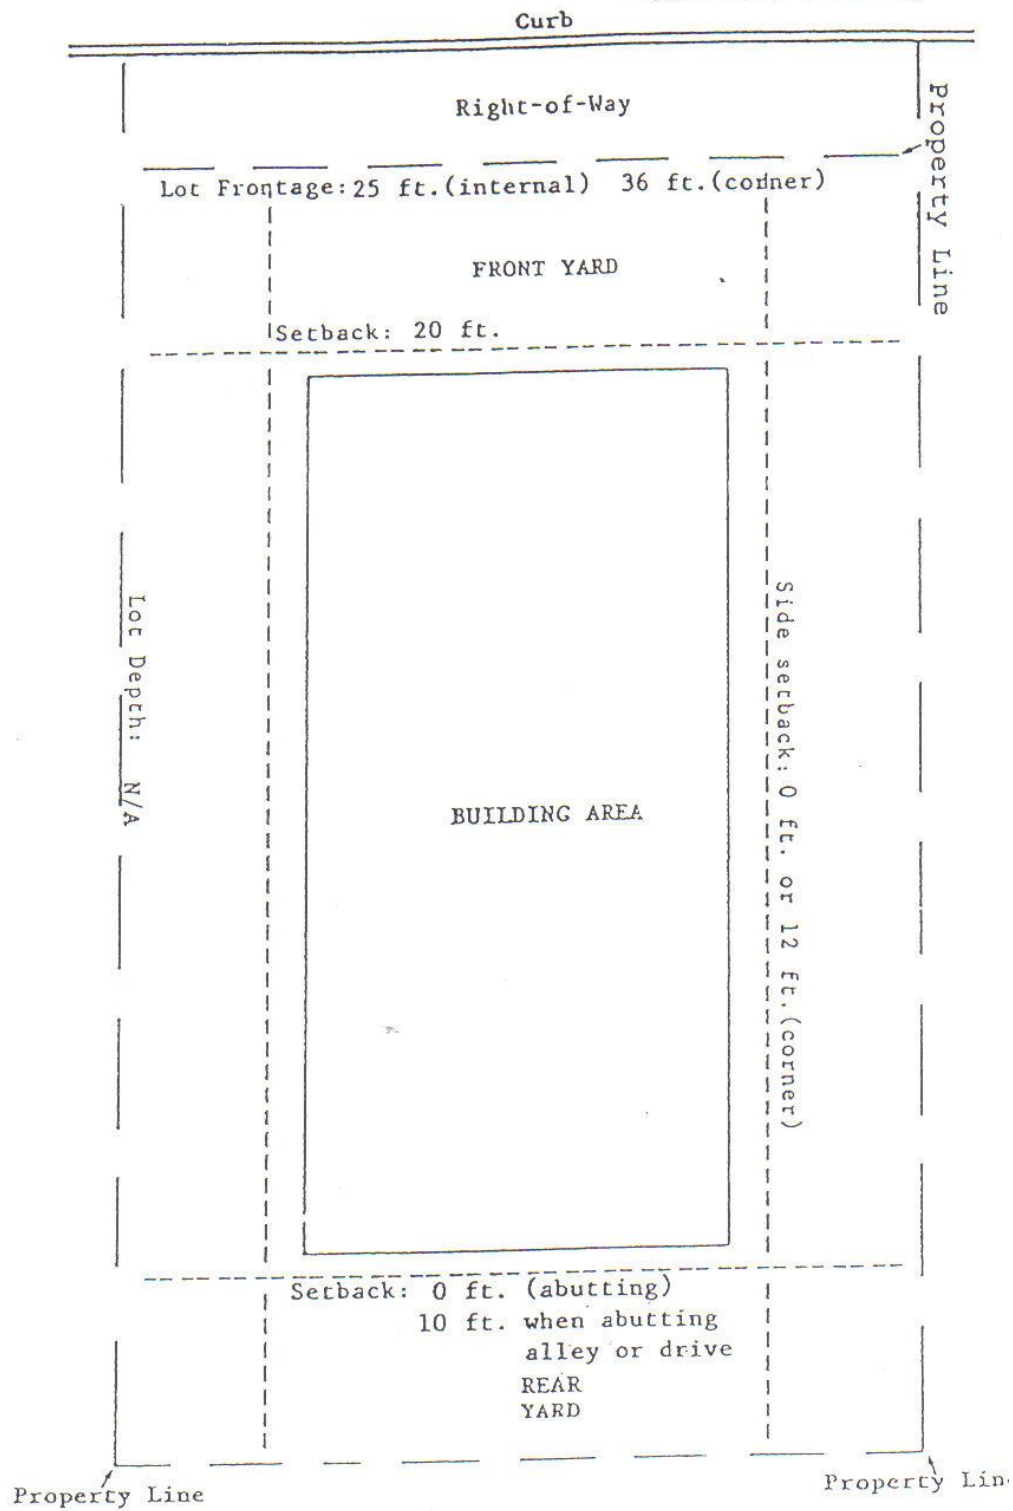 Curb
Right-of-Way
Property Line
Lot Frontage: 25 ft.(internal) 36 ft.(corner)
FRONT YARD
Setback: 20 ft.
Lot Depth: N/A
Side setback: 0 ft. or 12 ft.(corner)
BUILDING AREA
Setback: 0 ft. (abutting)
10 ft. when abutting
alley or drive
REAR
YARD
Property Line
Property Lin